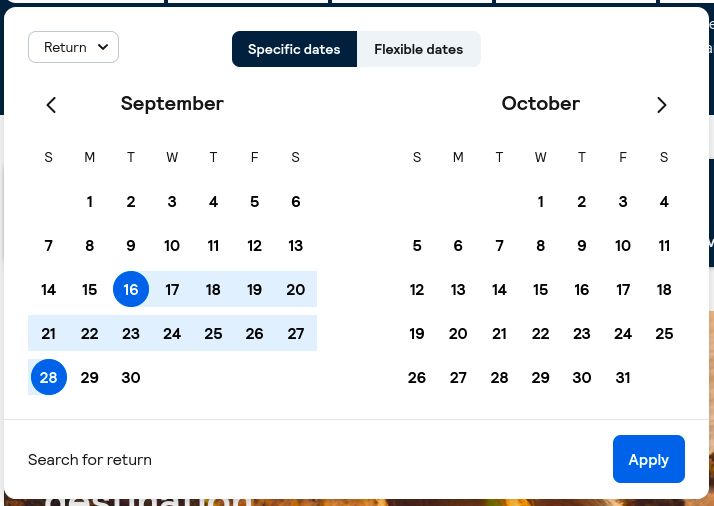 Return
Specific dates Flexible dates
September
S M T W T F S
1 2 3 4 5 6
7 8 9 10 11 12 13
14 15 16 17 18 19 20
21 22 23 24 25 26 27
28 29 30
October
S M T W T F S
1 2 3 4
5 6 7 8 9 10 11
12 13 14 15 16 17 18
19 20 21 22 23 24 25
26 27 28 29 30 31
Search for return
Apply
destination